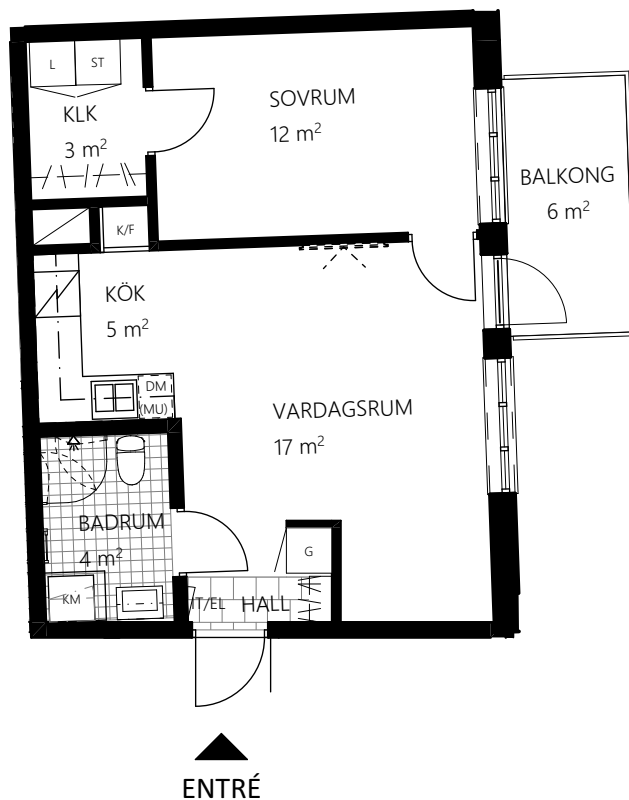 L
ST
KLK
3 m²
SOVRUM
12 m²
BALKONG
6 m²
K/F
KÖK
5 m²
DM
(MU)
VARDAGSRUM
17 m²
BADRUM
4 m²
G
KM
IT/EL
HALL
ENTRÉ